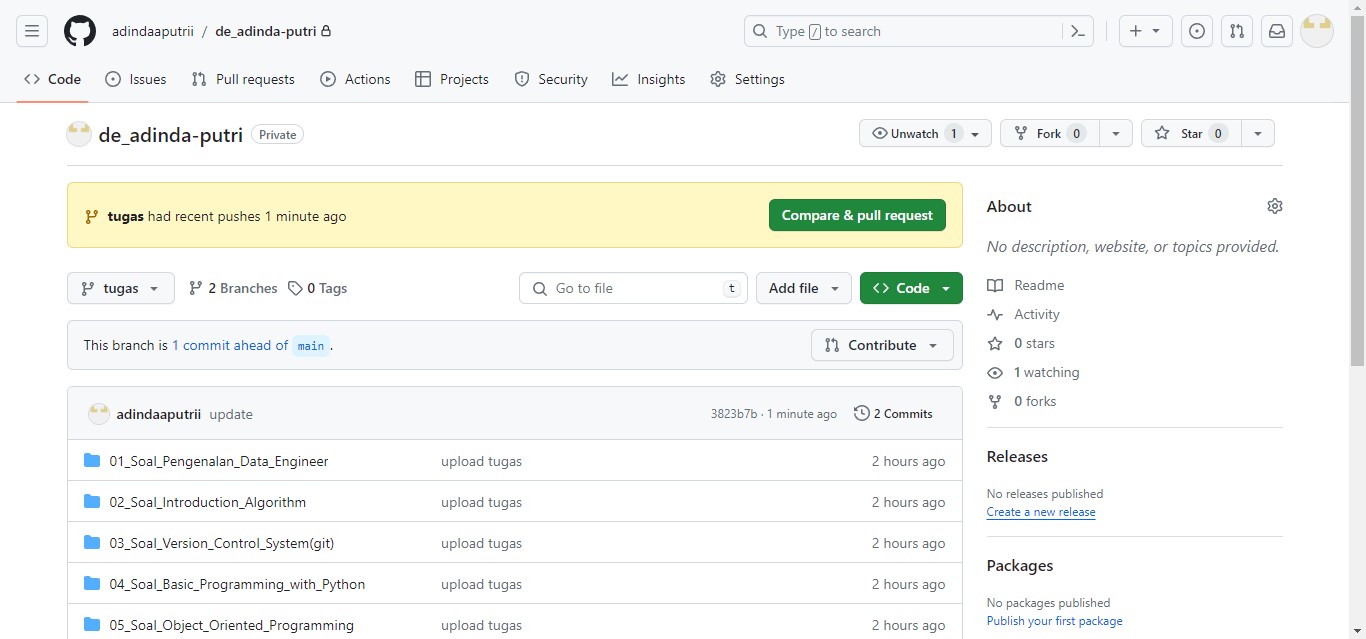 adindaaputrii / de_adinda-putri
Type / to search
Code Issues Pull requests Actions Projects Security Insights Settings
de_adinda-putri Private
Unwatch 1 Fork 0 Star 0
tugas had recent pushes 1 minute ago
Compare & pull request
tugas 2 Branches 0 Tags
Go to file t
Add file
Code
This branch is 1 commit ahead of main .
Contribute
adindaaputrii update 3823b7b · 1 minute ago 2 Commits
01_Soal_Pengenalan_Data_Engineer upload tugas 2 hours ago
02_Soal_Introduction_Algorithm upload tugas 2 hours ago
03_Soal_Version_Control_System(git) upload tugas 2 hours ago
04_Soal_Basic_Programming_with_Python upload tugas 2 hours ago
05_Soal_Object_Oriented_Programming upload tugas 2 hours ago
About
No description, website, or topics provided.
Readme
Activity
0 stars
1 watching
0 forks
Releases
No releases published
Create a new release
Packages
No packages published
Publish your first package